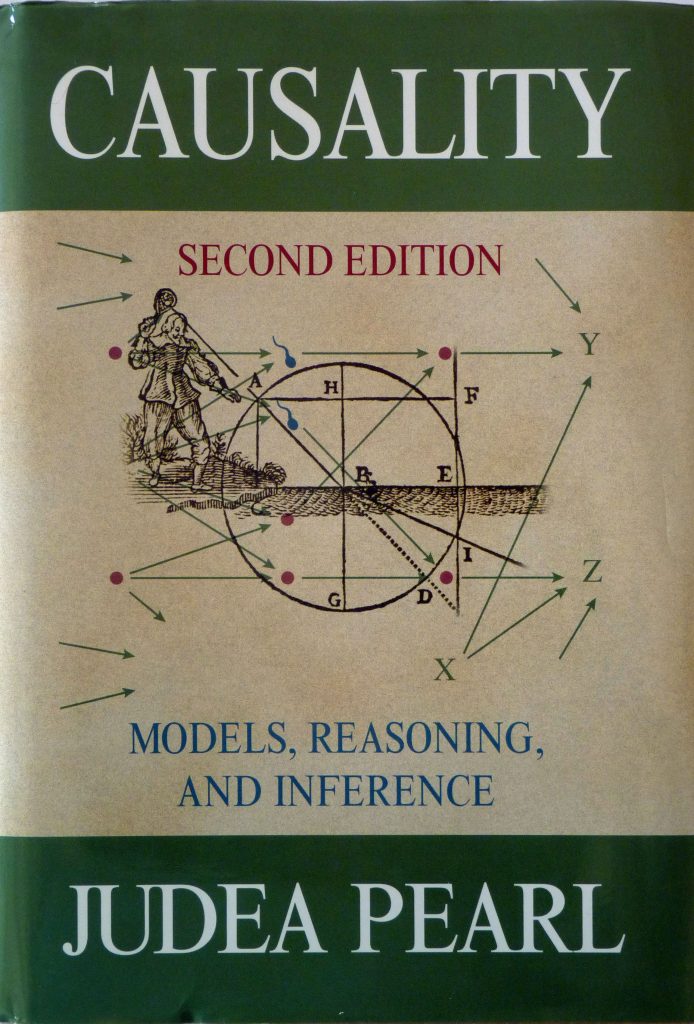 CAUSALITY
SECOND EDITION
Y
A
H
F
B
E
C
I
Z
G
D
X
MODELS, REASONING,
AND INFERENCE
JUDEA PEARL